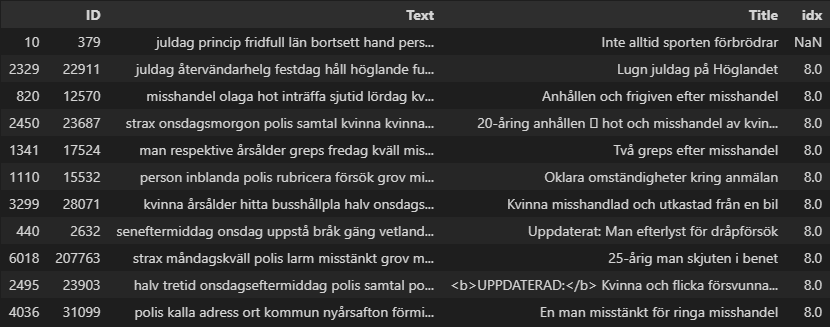 ID Text Title idx
10 379 juldag princip fridfull län bortsett hand pers... Inte alltid sporten förbrödrar NaN
2329 22911 juldag återvändarhelg festdag håll höglande fu... Lugn juldag på Höglandet 8.0
820 12570 misshandel olaga hot inträffa sjutid lördag kv... Anhållen och frigiven efter misshandel 8.0
2450 23687 strax onsdagsmorgon polis samtal kvinna kvinna... 20-åring anhållen  hot och misshandel av kvin... 8.0
1341 17524 man respektive årsålder greps fredag kväll mis... Två greps efter misshandel 8.0
1110 15532 person inblanda polis rubricera försök grov mi... Oklara omständigheter kring anmälan 8.0
3299 28071 kvinna årsålder hitta busshållpla halv onsdags... Kvinna misshandlad och utkastad från en bil 8.0
440 2632 seneftermiddag onsdag uppstå bråk gäng vetland... Uppdaterat: Man efterlyst för dråpförsök 8.0
6018 207763 strax måndagskväll polis larm misstänkt grov m... 25-årig man skjuten i benet 8.0
2495 23903 halv tretid onsdagseftermiddag polis samtal po... <b>UPPDATERAD:</b> Kvinna och flicka försvunna... 8.0
4036 31099 polis kalla adress ort kommun nyårsafton förmi... En man misstänkt för ringa misshandel 8.0